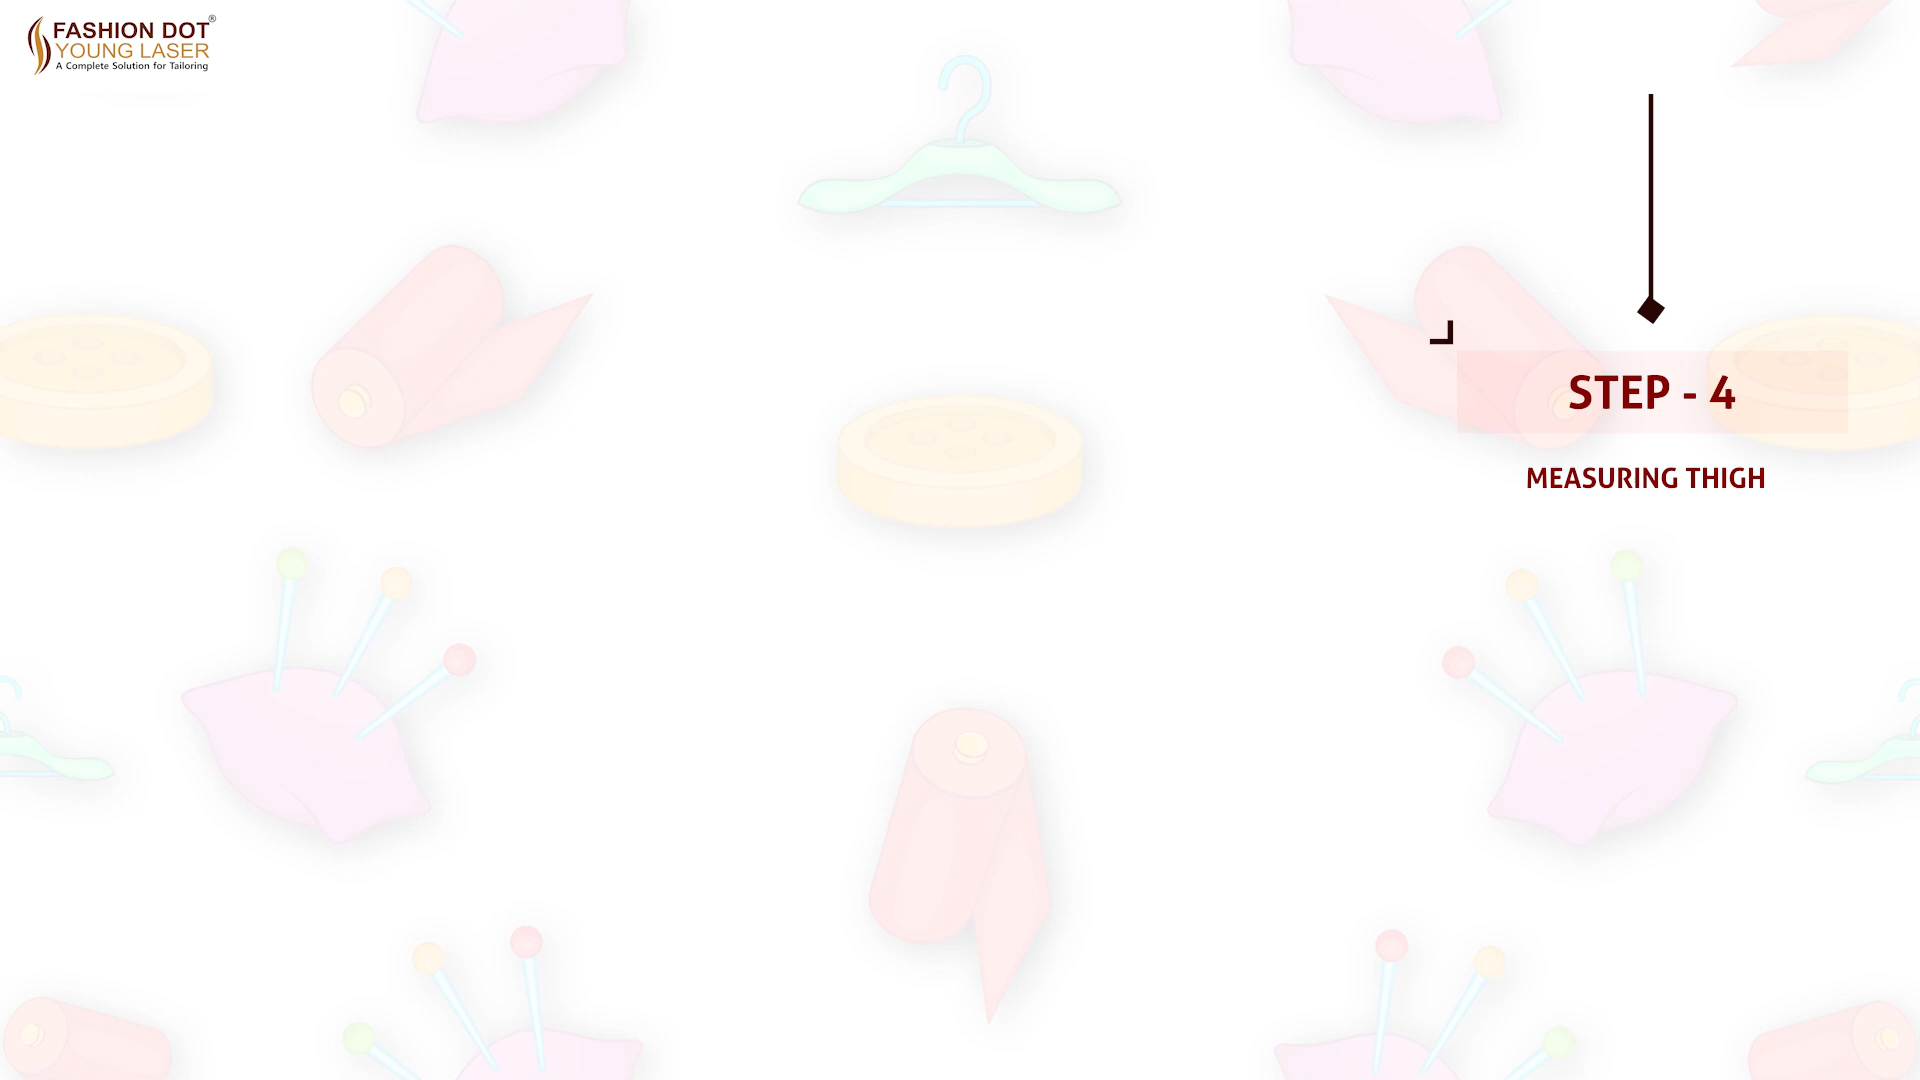 FASHION DOT®
YOUNG LASER
A Complete Solution for Tailoring
STEP - 4
MEASURING THIGH